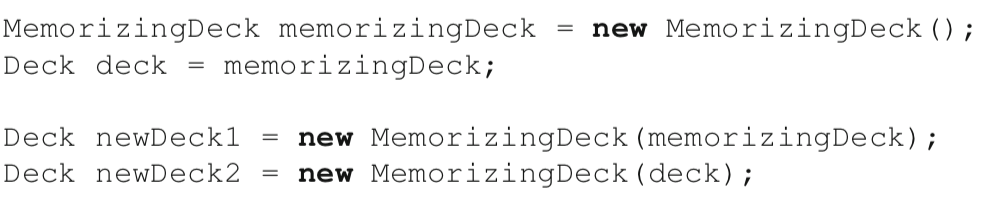 MemorizingDeck memorizingDeck = new MemorizingDeck();
Deck deck = memorizingDeck;
Deck newDeck1 = new MemorizingDeck(memorizingDeck);
Deck newDeck2 = new MemorizingDeck(deck);